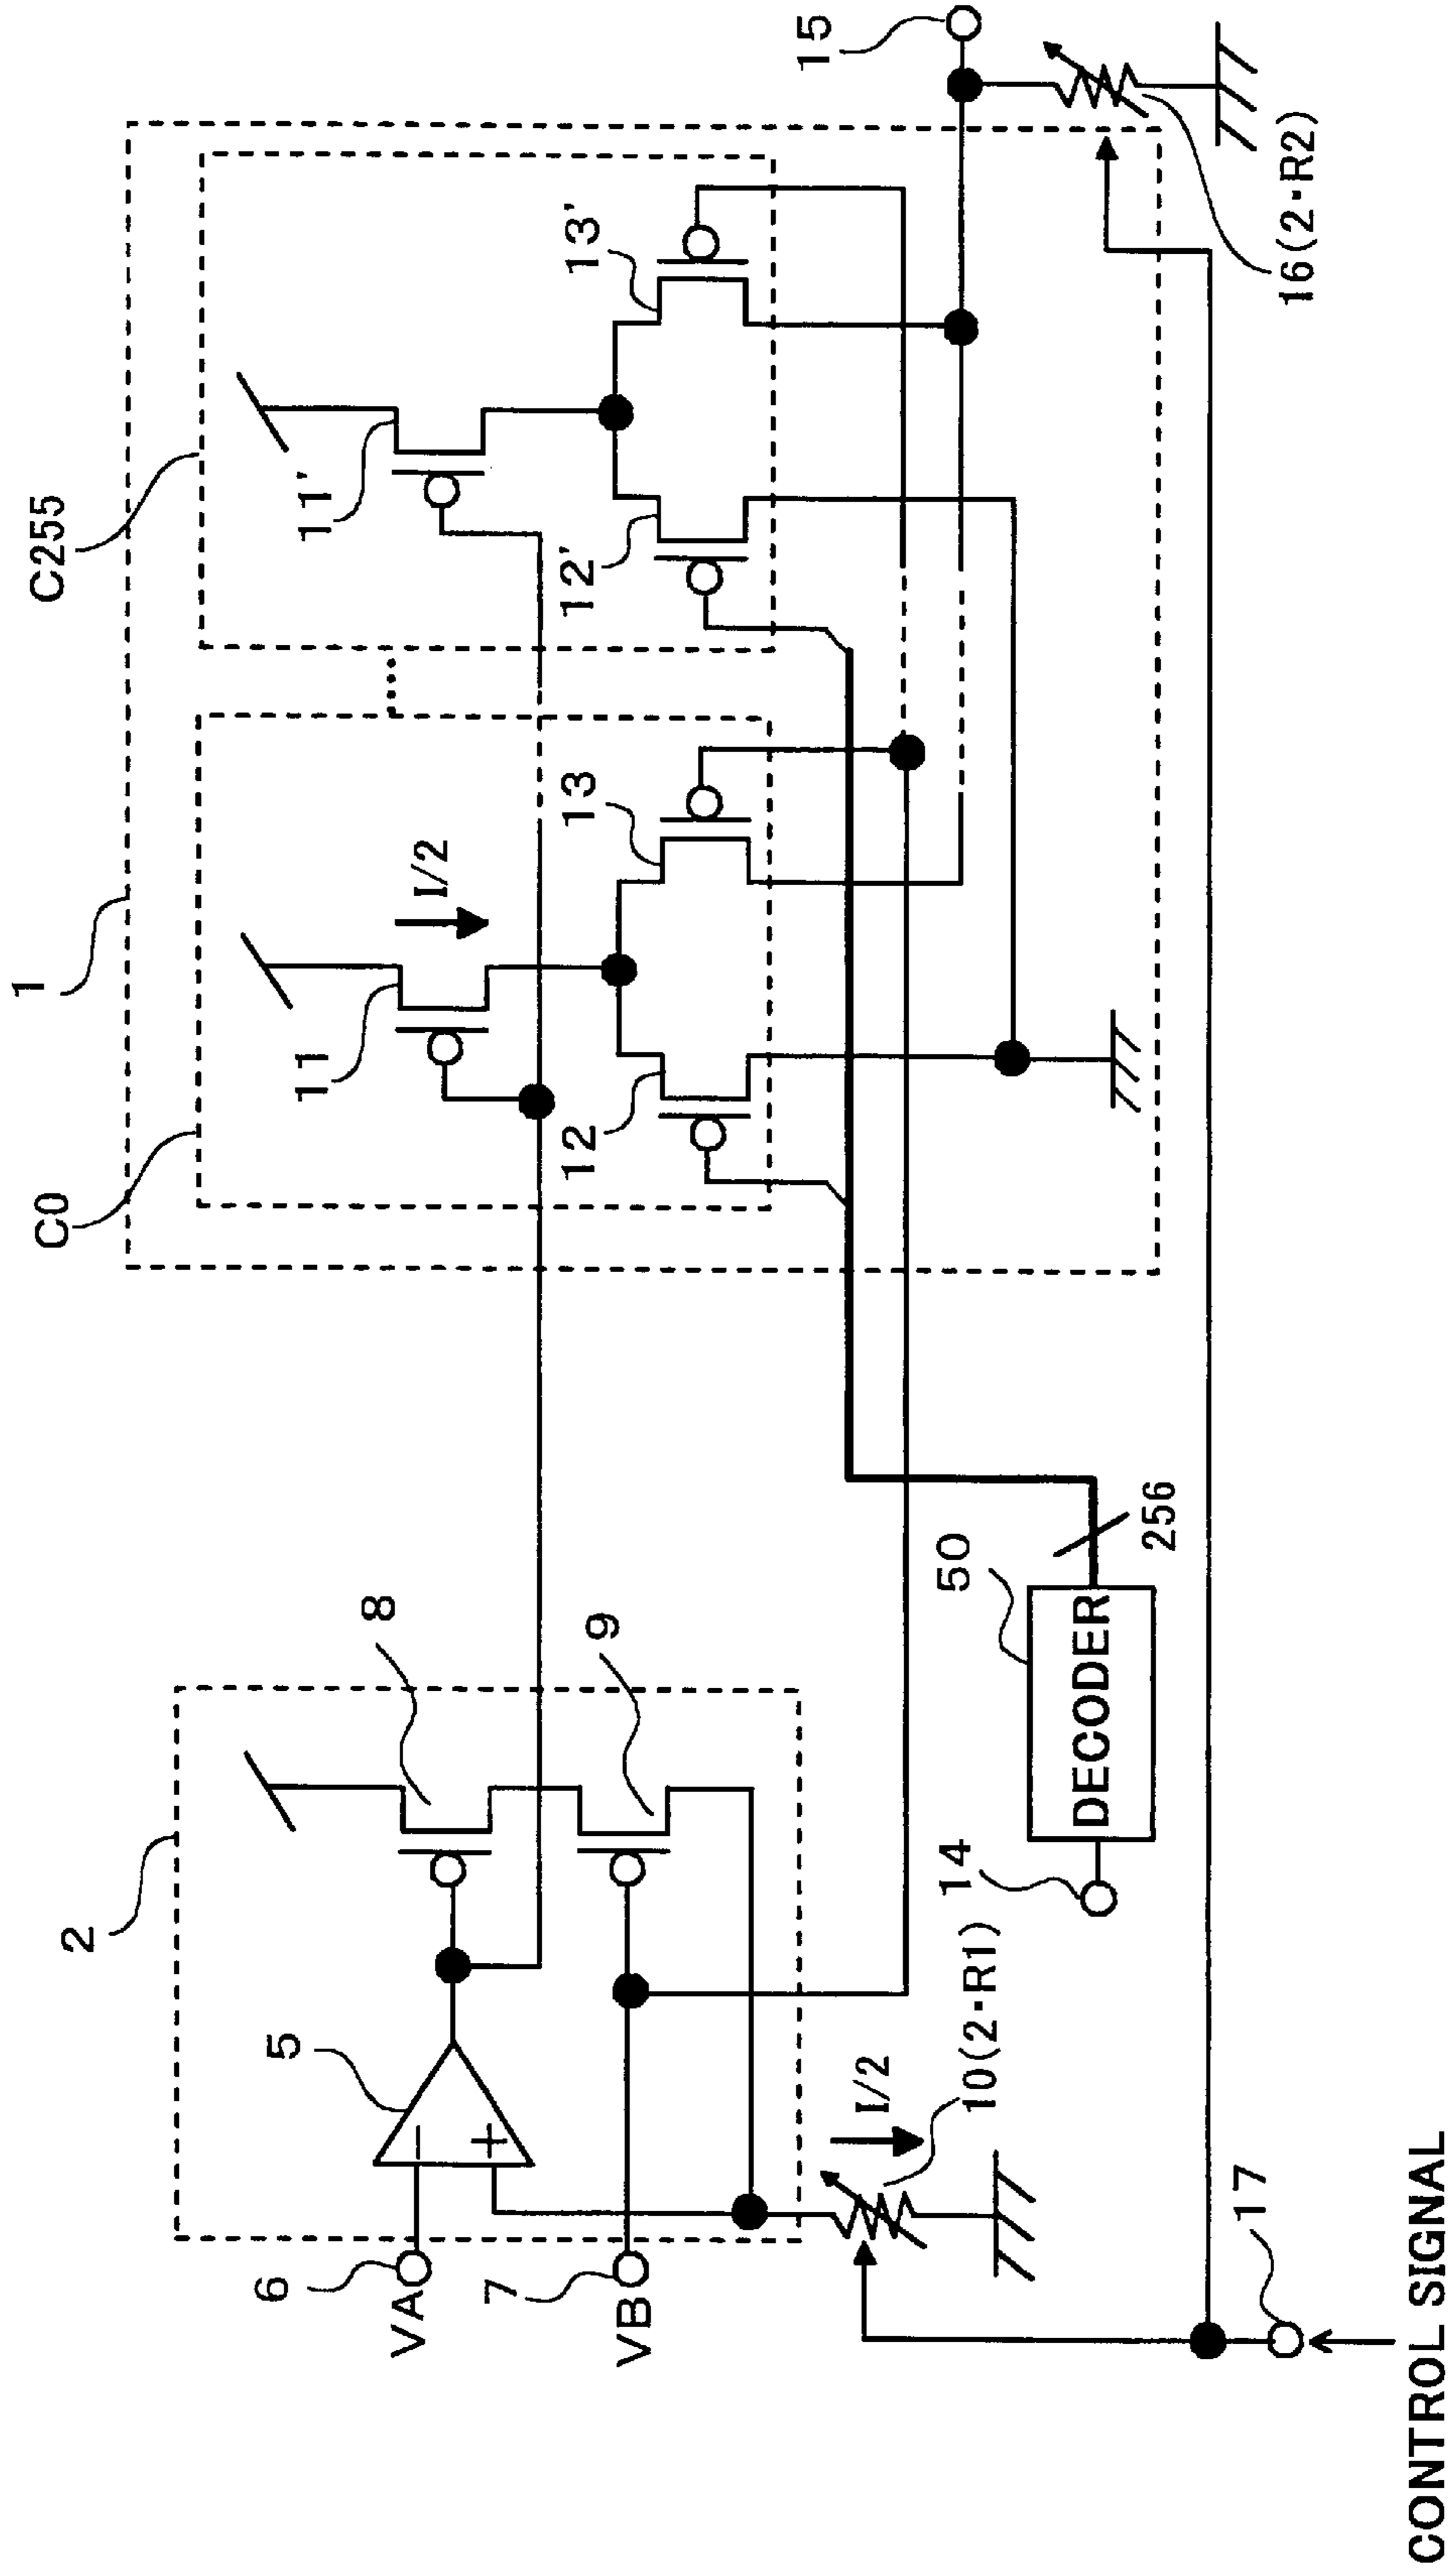 1
C0
C255
2
11
I/2
11'
12
13
12'
13'
15
5
8
9
6
VA
7
VB
I/2
10(2·R1)
14
50
DECODER
256
16(2·R2)
17
CONTROL SIGNAL